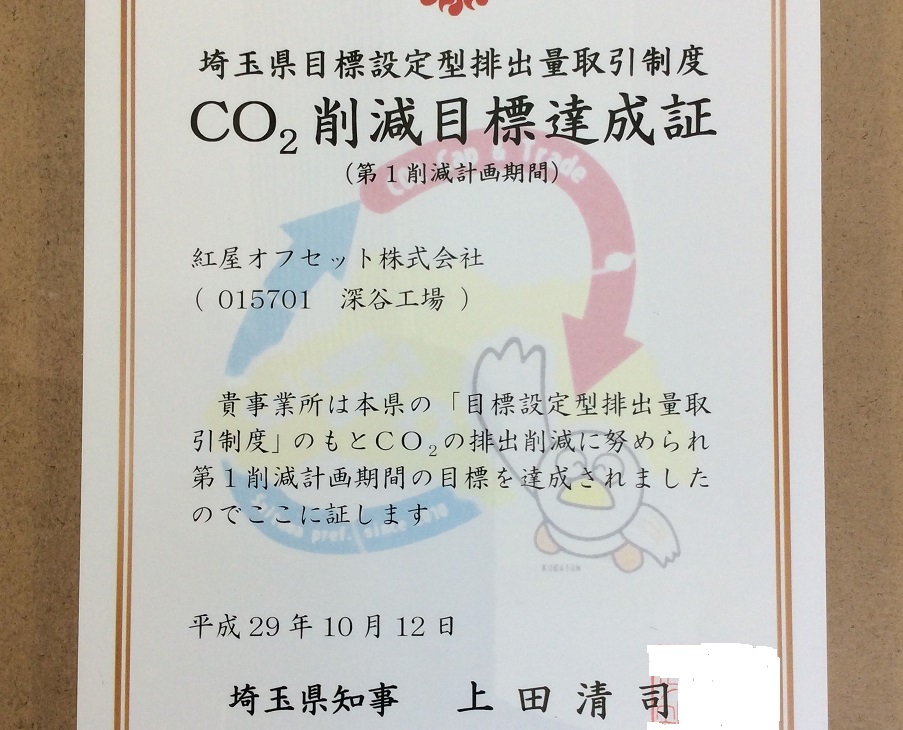 埼玉県目標設定型排出量取引制度
CO₂削減目標達成証
(第1削減計画期間)
Cap & Trade
紅屋オフセット株式会社
( 015701 深谷工場 )
貴事業所は本県の「目標設定型排出量取
引制度」のもとCO₂の排出削減に努められ
第1削減計画期間の目標を達成されました
のでここに証します
Saitama pref. since 2010
KOBATON
平成29年10月12日
埼玉県知事 上田清司